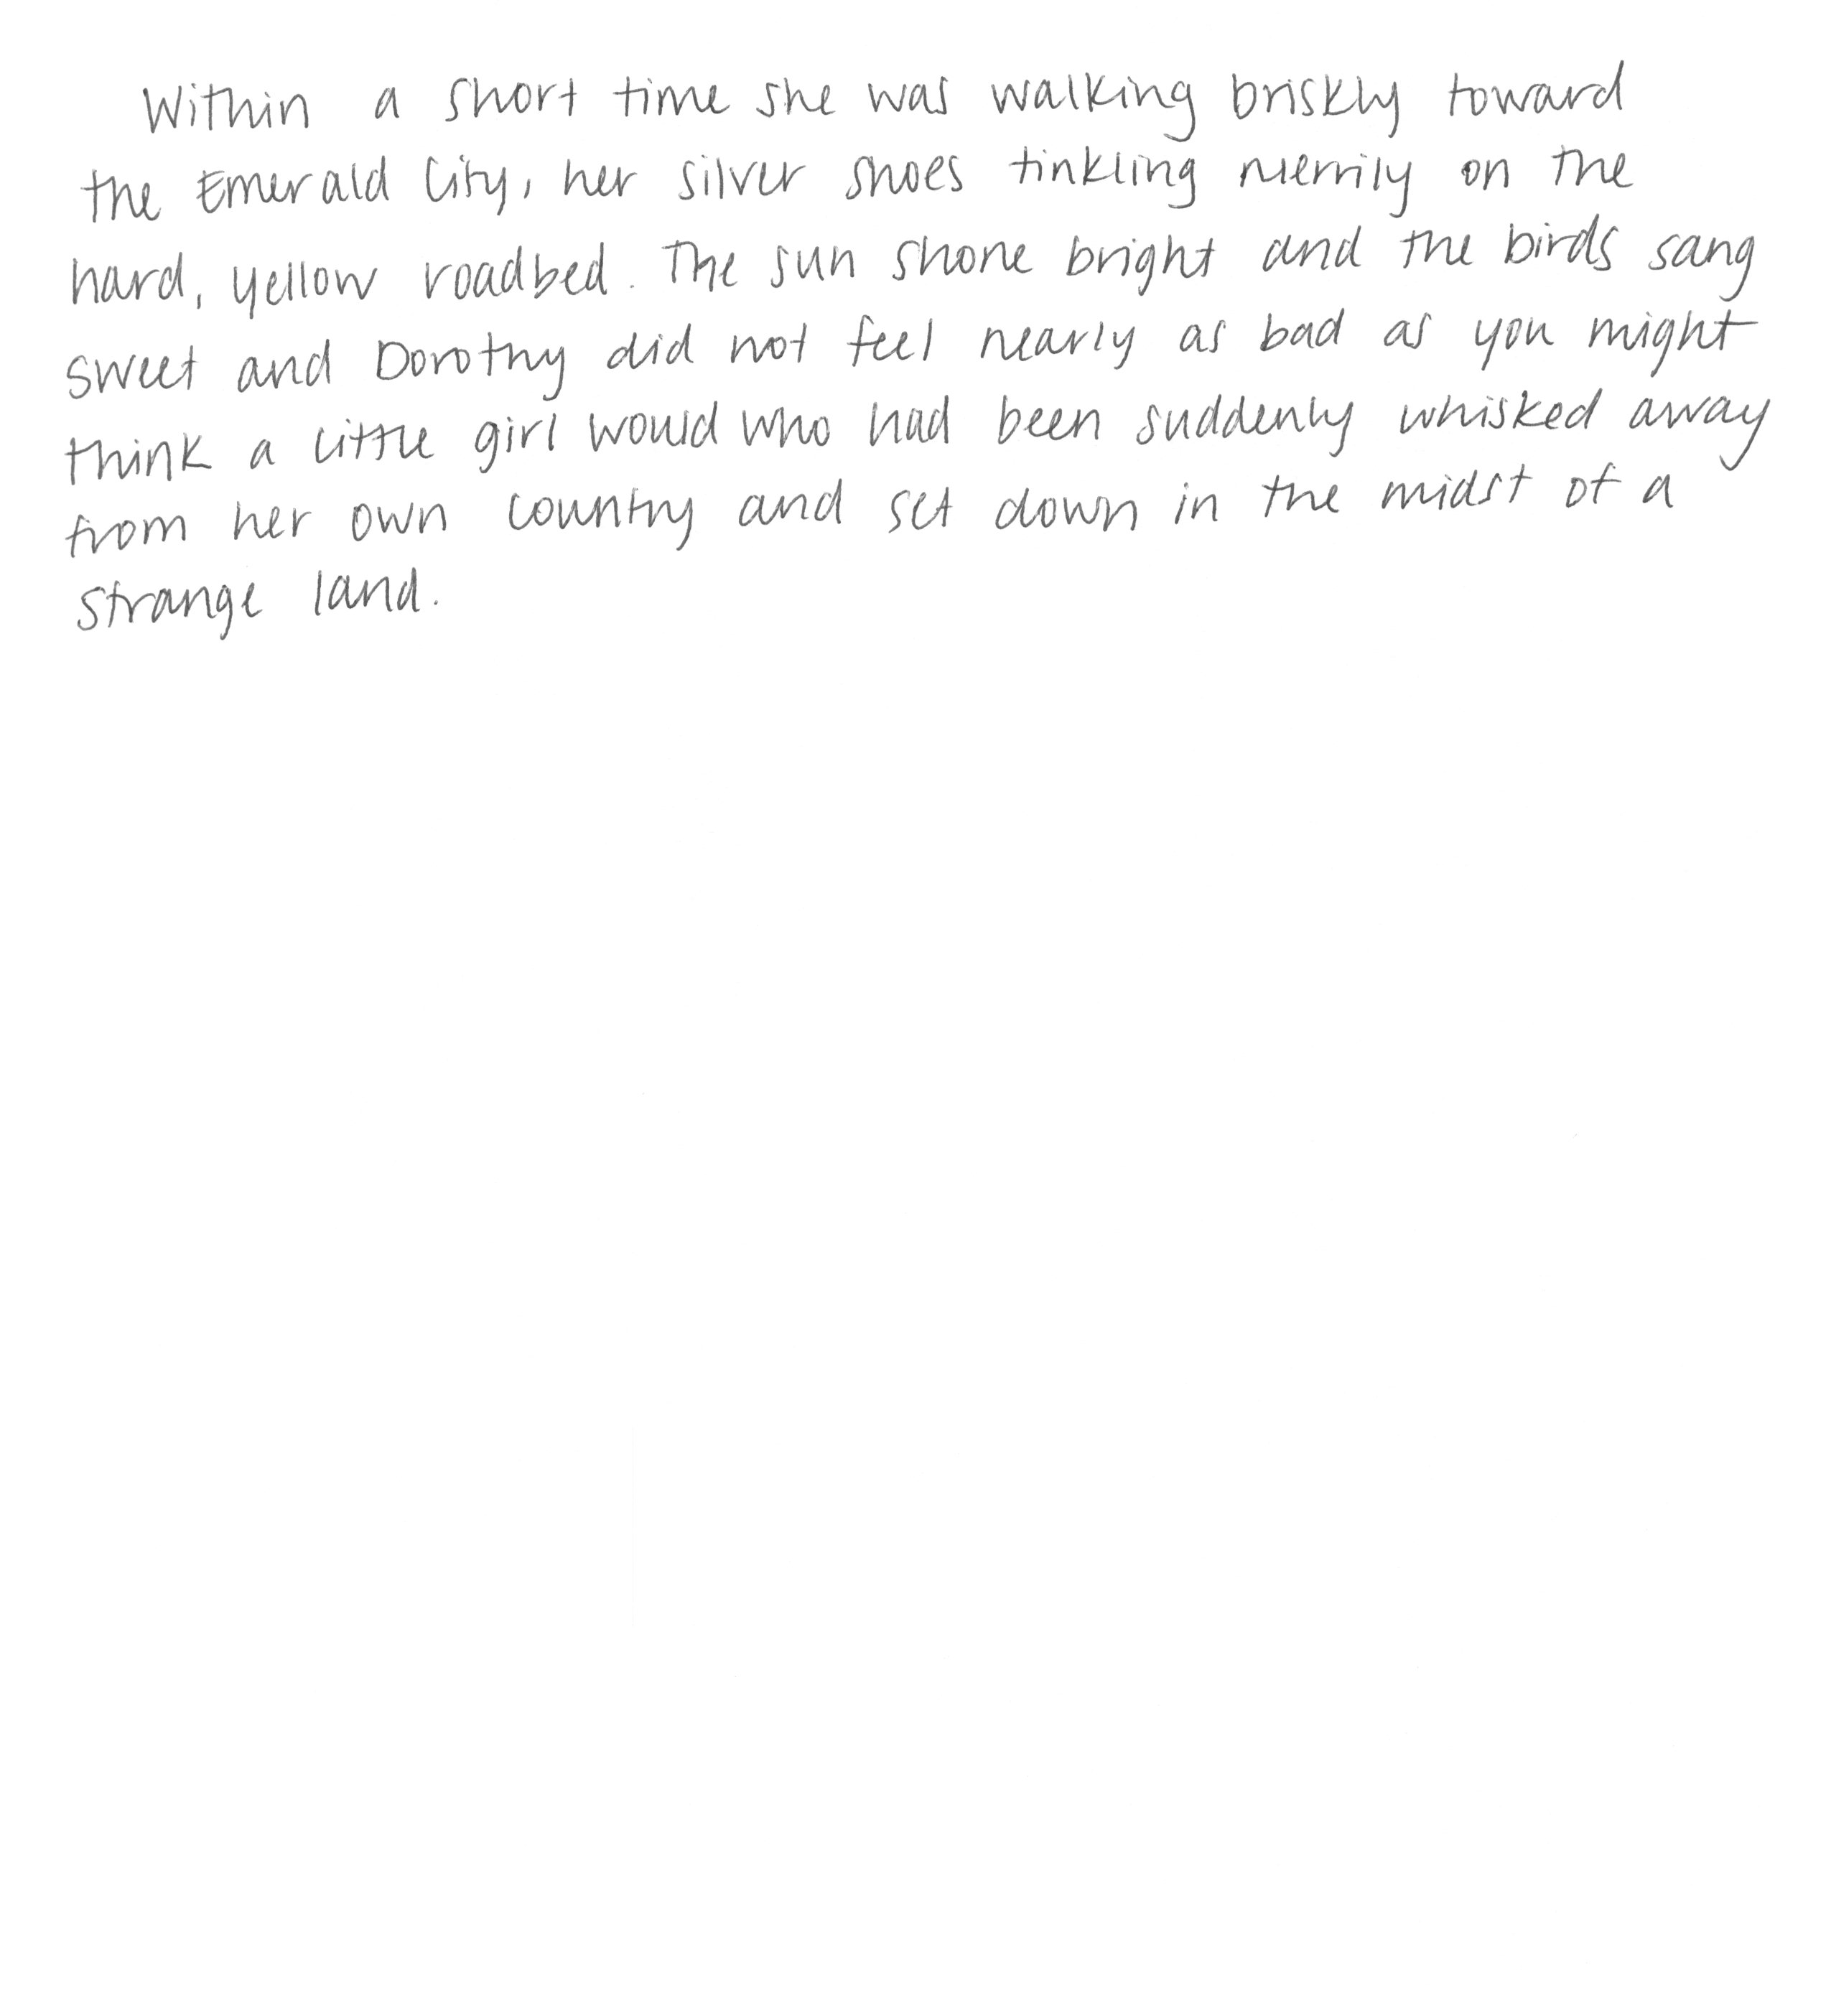 Within a short time she was walking briskly toward
the Emerald City, her silver shoes tinkling merrily on the
hard, yellow roadbed. The sun shone bright and the birds sang
sweet and Dorothy did not feel nearly as bad as you might
think a little girl would who had been suddenly whisked away
from her own country and set down in the midst of a
strange land.